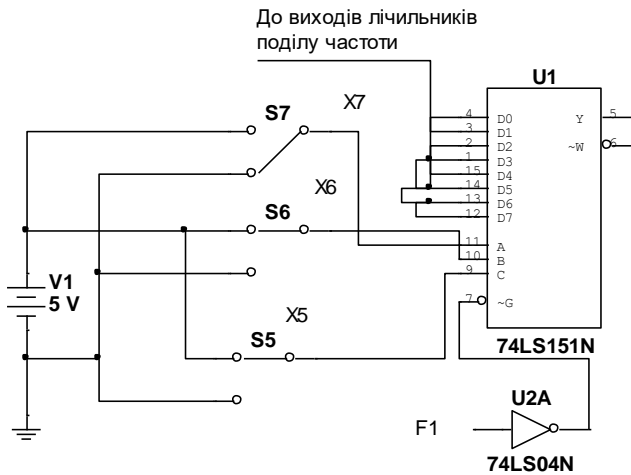 До виходів лічильників
поділу частоти
U1
S7
X7
4
D0
Y
5
3
D1
2
D2
~W
6
1
D3
15
D4
14
D5
13
D6
12
D7
X6
S6
11
A
10
B
9
C
7
~G
V1
5 V
X5
S5
74LS151N
U2A
F1
74LS04N